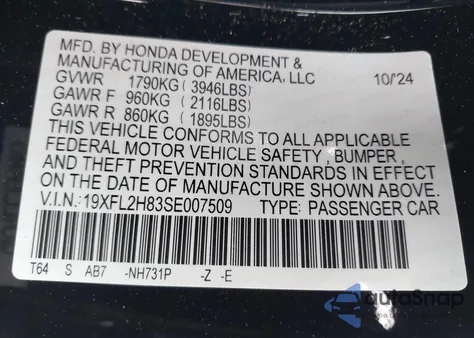 MFD. BY HONDA DEVELOPMENT &
MANUFACTURING OF AMERICA, LLC 10/24
GVWR 1790KG (3946LBS)
GAWR F 960KG (2116LBS)
GAWR R 860KG (1895LBS)
THIS VEHICLE CONFORMS TO ALL APPLICABLE
FEDERAL MOTOR VEHICLE SAFETY, BUMPER,
AND THEFT PREVENTION STANDARDS IN EFFECT
ON THE DATE OF MANUFACTURE SHOWN ABOVE.
V.I.N.:19XFL2H83SE007509 TYPE: PASSENGER CAR
T64 S AB7 -NH731P -Z -E
autoSnap